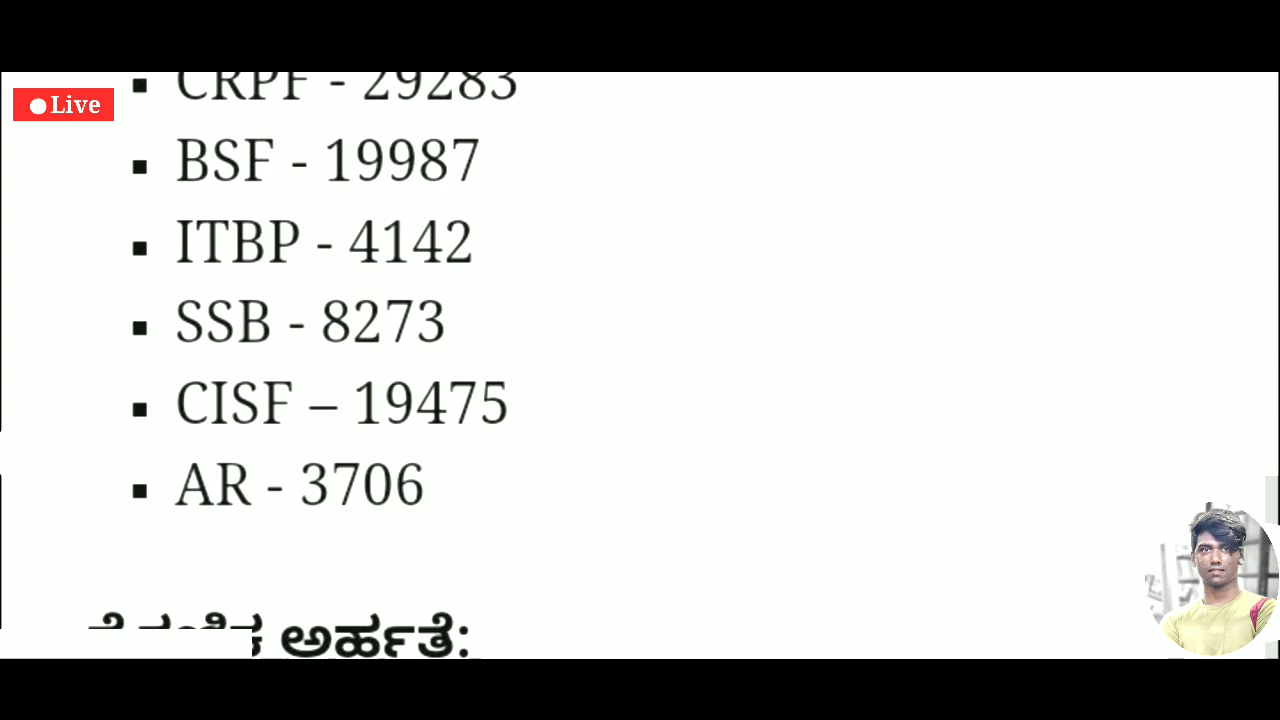 CRPF - 29283
Live
BSF - 19987
ITBP - 4142
SSB - 8273
CISF – 19475
AR - 3706
ಅರ್ಹತೆ: